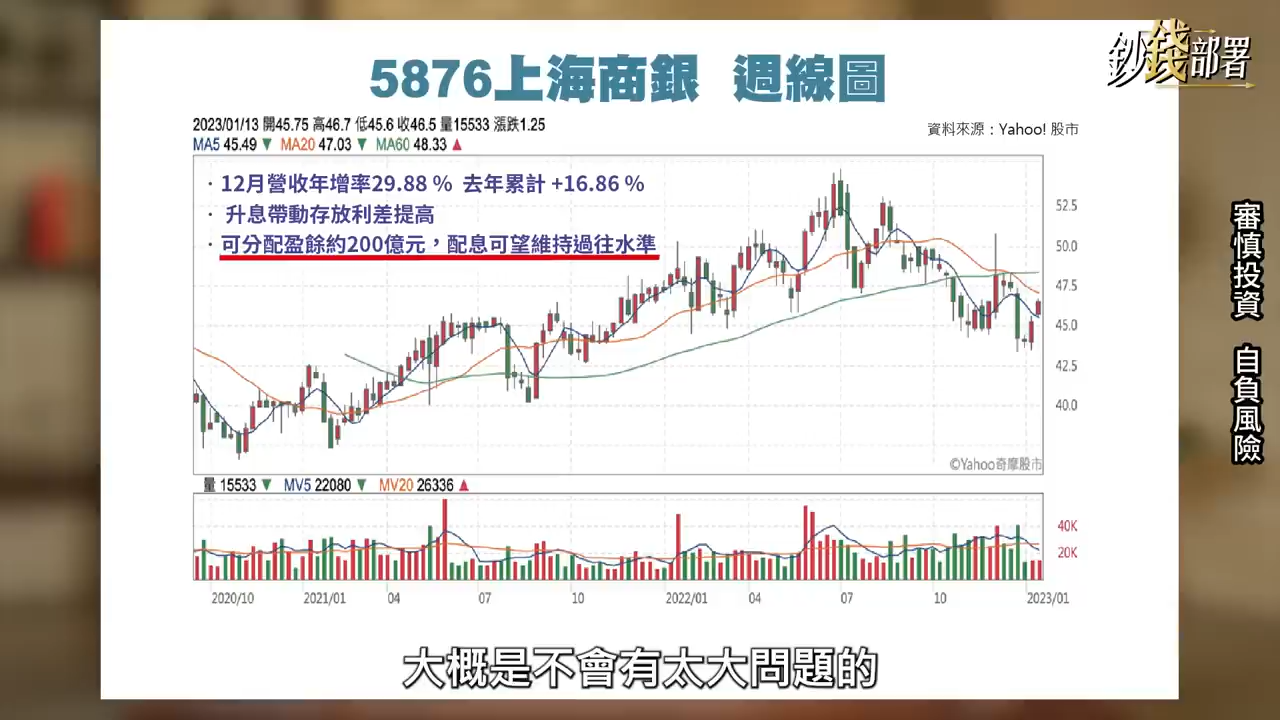 鈔錢部署
5876上海商銀 週線圖
2023/01/13 開45.75 高46.7 低45.6 收46.5 量15533 漲跌1.25
資料來源：Yahoo! 股市
MA5 45.49 ▼ MA20 47.03 ▼ MA60 48.33 ▲
· 12月營收年增率29.88％ 去年累計 +16.86％
· 升息帶動存放利差提高
· 可分配盈餘約200億元，配息可望維持過往水準
52.5
50.0
47.5
45.0
42.5
40.0
©Yahoo奇摩股市
量 15533 ▼ MV5 22080 ▼ MV20 26336 ▲
40K
20K
2020/10 2021/01 04 07 10 2022/01 04 07 10 2023/01
審慎投資 自負風險
大概是不會有太大問題的